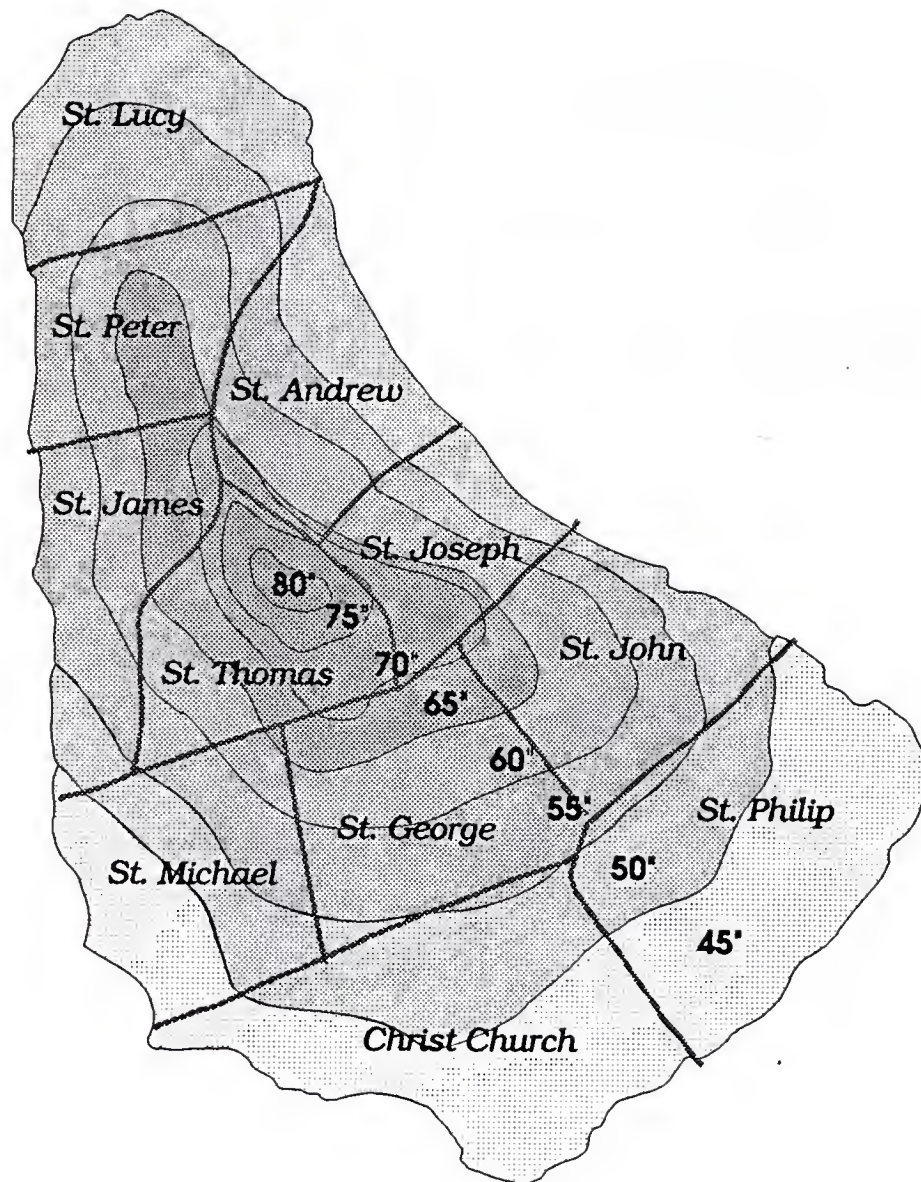 St. Lucy
St. Peter
St. Andrew
St. James
St. Joseph
80"
75"
St. Thomas
70"
St. John
65"
60"
55"
St. George
St. Philip
St. Michael
50"
45"
Christ Church